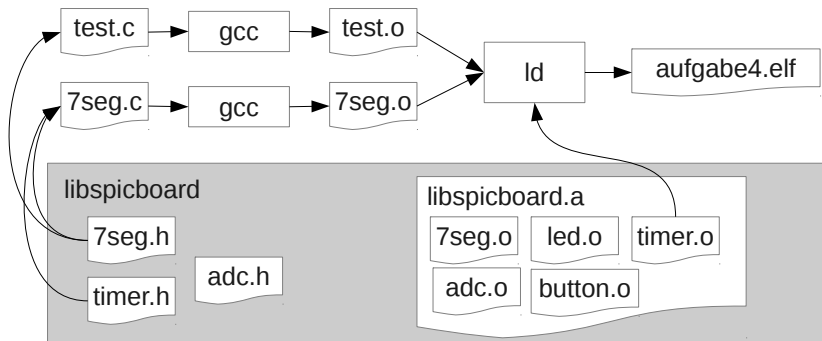 test.c
gcc
test.o
ld
aufgabe4.elf
7seg.c
gcc
7seg.o
libspicboard
libspicboard.a
7seg.h
7seg.o
led.o
timer.o
adc.h
timer.h
adc.o
button.o